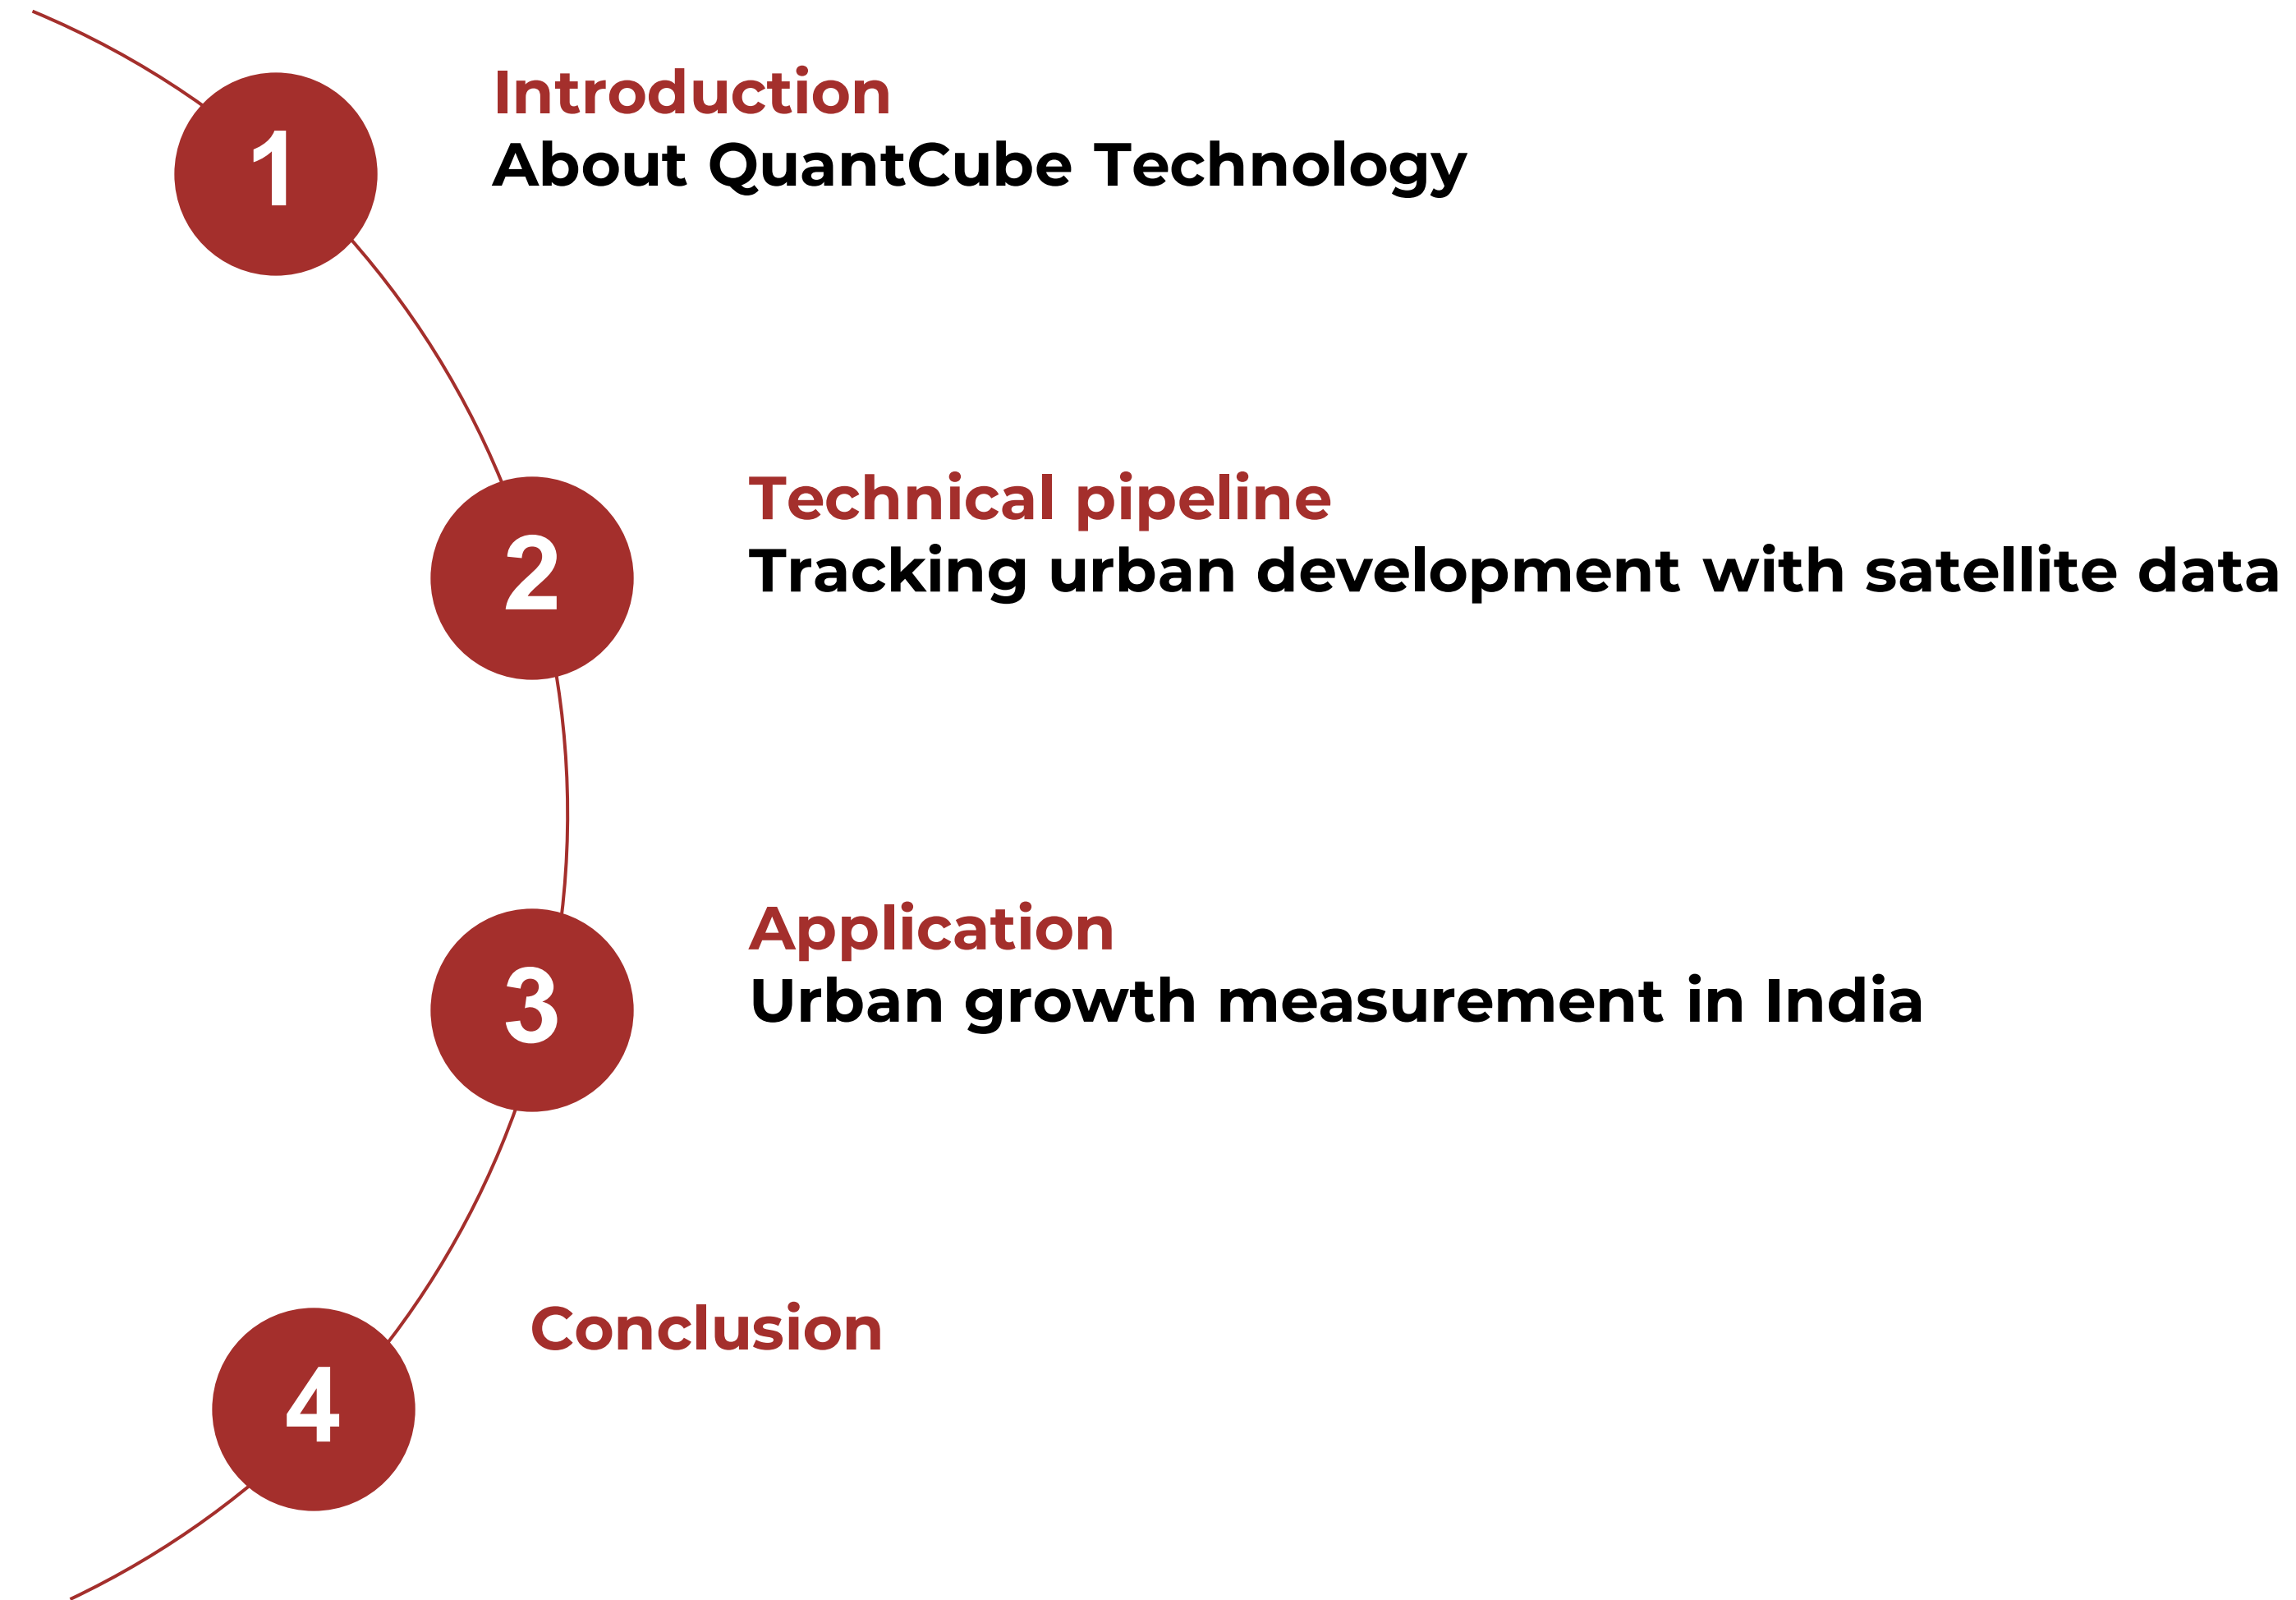 1
Introduction
About QuantCube Technology
2
Technical pipeline
Tracking urban development with satellite data
3
Application
Urban growth measurement in India
4
Conclusion